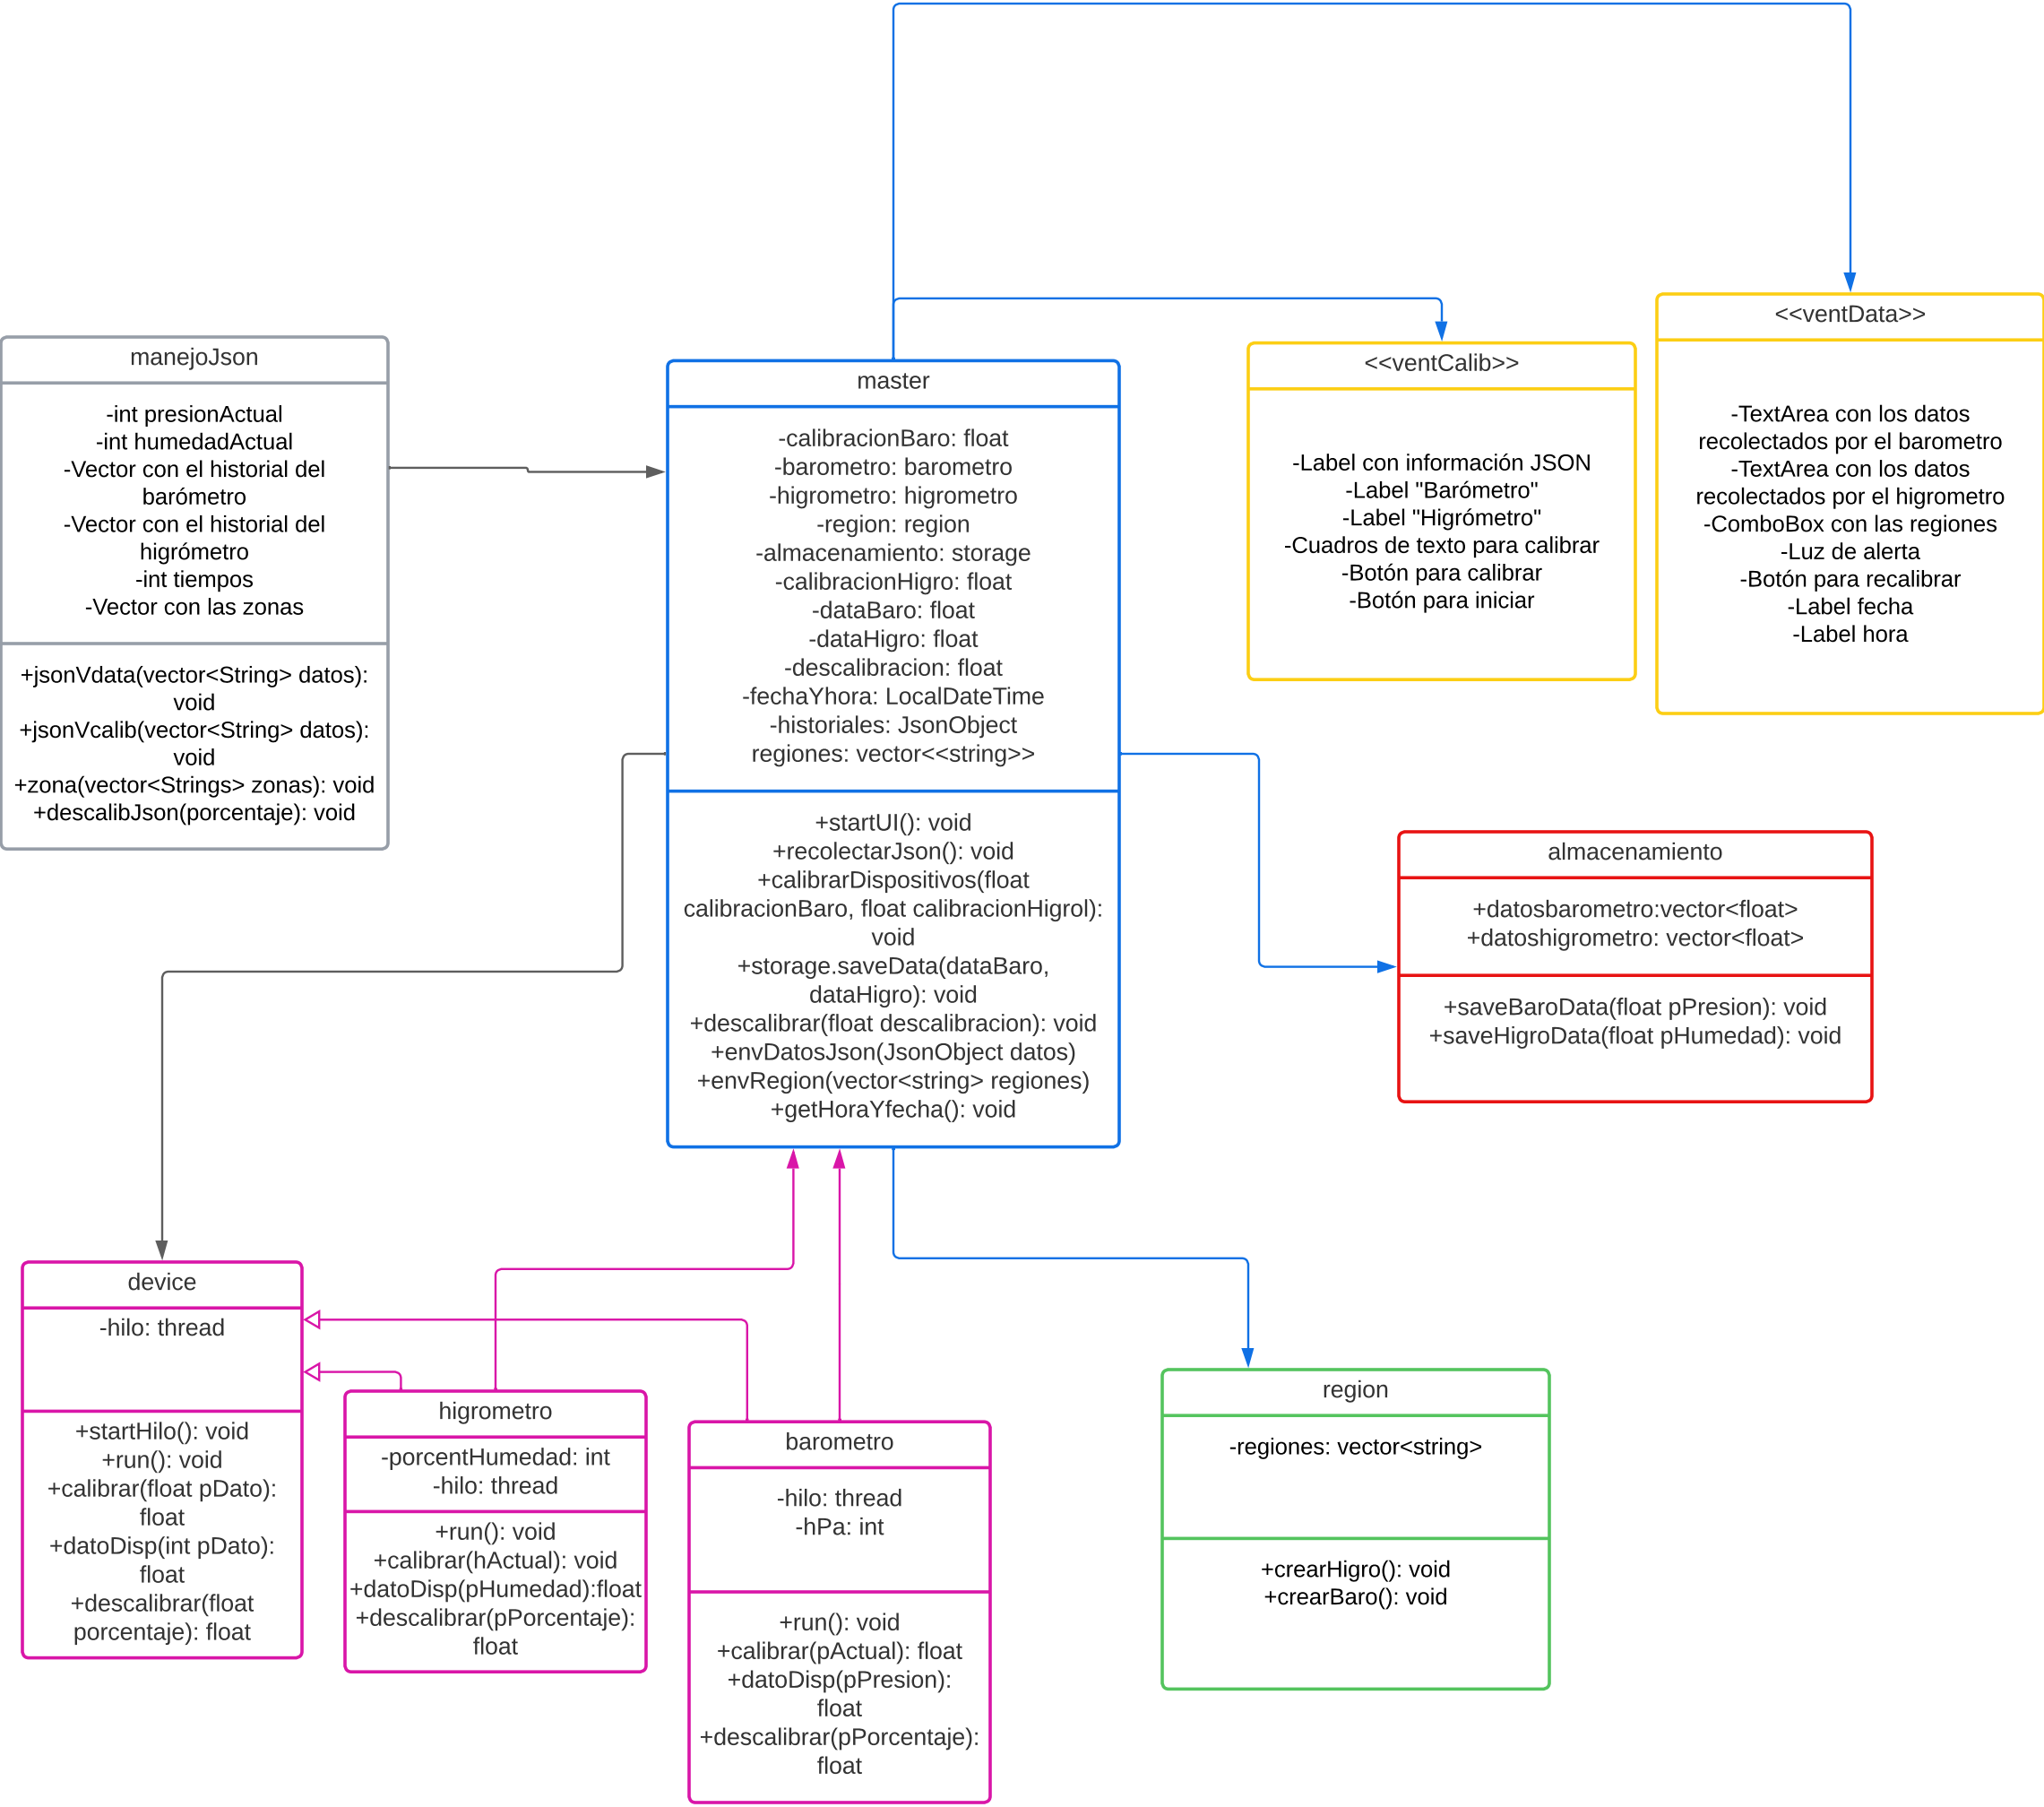 manejoJson
-int presionActual
-int humedadActual
-Vector con el historial del
barómetro
-Vector con el historial del
higrómetro
-int tiempos
-Vector con las zonas
+jsonVdata(vector<String> datos):
void
+jsonVcalib(vector<String> datos):
void
+zona(vector<Strings> zonas): void
+descalibJson(porcentaje): void
master
-calibracionBaro: float
-barometro: barometro
-higrometro: higrometro
-region: region
-almacenamiento: storage
-calibracionHigro: float
-dataBaro: float
-dataHigro: float
-descalibracion: float
-fechaYhora: LocalDateTime
-historiales: JsonObject
regiones: vector<<string>>
+startUI(): void
+recolectarJson(): void
+calibrarDispositivos(float
calibracionBaro, float calibracionHigrol):
void
+storage.saveData(dataBaro,
dataHigro): void
+descalibrar(float descalibracion): void
+envDatosJson(JsonObject datos)
+envRegion(vector<string> regiones)
+getHoraYfecha(): void
<<ventCalib>>
-Label con información JSON
-Label "Barómetro"
-Label "Higrómetro"
-Cuadros de texto para calibrar
-Botón para calibrar
-Botón para iniciar
<<ventData>>
-TextArea con los datos
recolectados por el barometro
-TextArea con los datos
recolectados por el higrometro
-ComboBox con las regiones
-Luz de alerta
-Botón para recalibrar
-Label fecha
-Label hora
almacenamiento
+datosbarometro:vector<float>
+datoshigrometro: vector<float>
+saveBaroData(float pPresion): void
+saveHigroData(float pHumedad): void
device
-hilo: thread
+startHilo(): void
+run(): void
+calibrar(float pDato):
float
+datoDisp(int pDato):
float
+descalibrar(float
porcentaje): float
higrometro
-porcentHumedad: int
-hilo: thread
+run(): void
+calibrar(hActual): void
+datoDisp(pHumedad):float
+descalibrar(pPorcentaje):
float
barometro
-hilo: thread
-hPa: int
+run(): void
+calibrar(pActual): float
+datoDisp(pPresion):
float
+descalibrar(pPorcentaje):
float
region
-regiones: vector<string>
+crearHigro(): void
+crearBaro(): void